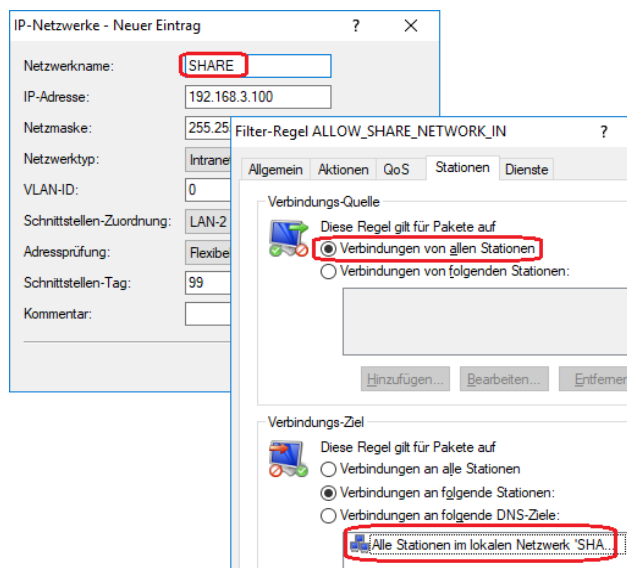 IP-Netzwerke - Neuer Eintrag ? ✕
Netzwerkname: SHARE
IP-Adresse: 192.168.3.100
Netzmaske: 255.25
Netzwerktyp: Intrane
VLAN-ID: 0
Schnittstellen-Zuordnung: LAN-2
Adressprüfung: Flexibe
Schnittstellen-Tag: 99
Kommentar:
Filter-Regel ALLOW_SHARE_NETWORK_IN ?
Allgemein Aktionen QoS Stationen Dienste
Verbindungs-Quelle
Diese Regel gilt für Pakete auf
Verbindungen von allen Stationen
Verbindungen von folgenden Stationen:
Hinzufügen... Bearbeiten... Entferner
Verbindungs-Ziel
Diese Regel gilt für Pakete auf
Verbindungen an alle Stationen
Verbindungen an folgende Stationen:
Verbindungen an folgende DNS-Ziele:
Alle Stationen im lokalen Netzwerk 'SHA...